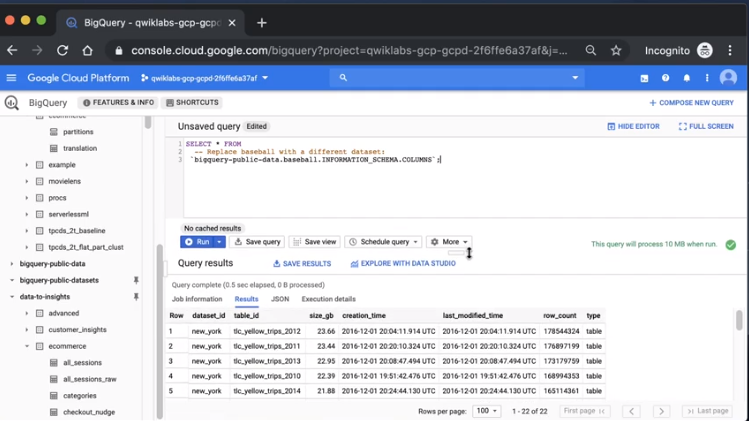 BigQuery - qwiklabs-gcp-gcpd
console.cloud.google.com/bigquery?project=qwiklabs-gcp-gcpd-2f6ffe6a37af&j=...
Incognito
Google Cloud Platform
qwiklabs-gcp-gcpd-2f6ffe6a37af
BigQuery
FEATURES & INFO
SHORTCUTS
COMPOSE NEW QUERY
partitions
translation
example
movielens
procs
serverlessml
tpcds_2t_baseline
tpcds_2t_flat_part_clust
bigquery-public-data
bigquery-public-datasets
data-to-insights
advanced
customer_insights
ecommerce
all_sessions
all_sessions_raw
categories
checkout_nudge
Unsaved query Edited
HIDE EDITOR
FULL SCREEN
1 SELECT * FROM
2 -- Replace baseball with a different dataset:
3 `bigquery-public-data.baseball.INFORMATION_SCHEMA.COLUMNS`;
No cached results
Run
Save query
Save view
Schedule query
More
This query will process 10 MB when run.
Query results
SAVE RESULTS
EXPLORE WITH DATA STUDIO
Query complete (0.5 sec elapsed, 0 B processed)
Job information Results JSON Execution details
Row dataset_id table_id size_gb creation_time last_modified_time row_count type
1 new_york tlc_yellow_trips_2012 23.66 2016-12-01 20:04:11.914 UTC 2016-12-01 20:04:11.914 UTC 178544324 table
2 new_york tlc_yellow_trips_2011 23.44 2016-12-01 20:20:10.324 UTC 2016-12-01 20:20:10.324 UTC 176897199 table
3 new_york tlc_yellow_trips_2013 22.95 2016-12-01 20:08:47.494 UTC 2016-12-01 20:08:47.494 UTC 173179759 table
4 new_york tlc_yellow_trips_2010 22.39 2016-12-01 19:51:42.476 UTC 2016-12-01 19:51:42.476 UTC 168994353 table
5 new_york tlc_yellow_trips_2014 21.88 2016-12-01 20:24:44.130 UTC 2016-12-01 20:24:44.130 UTC 165114361 table
Rows per page: 100 1 - 22 of 22 First page Last page